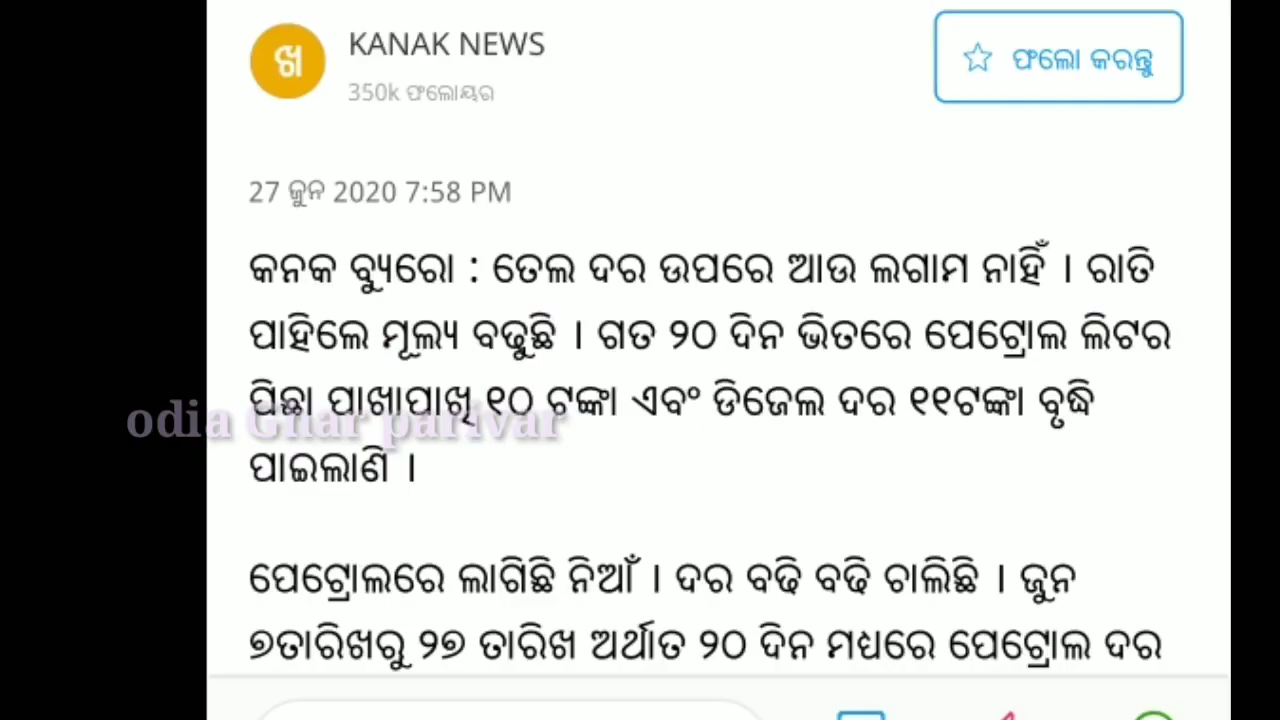 ଖ
KANAK NEWS
350k ଫଲୋୟର
☆ ଫଲୋ କରନ୍ତୁ
27 ଜୁନ 2020 7:58 PM
କନକ ବ୍ୟୁରୋ : ତେଲ ଦର ଉପରେ ଆଉ ଲଗାମ ନାହିଁ । ରାତି
ପାହିଲେ ମୂଲ୍ୟ ବଢୁଛି । ଗତ ୨୦ ଦିନ ଭିତରେ ପେଟ୍ରୋଲ ଲିଟର
ପିଛା ପାଖାପାଖି ୧୦ ଟଙ୍କା ଏବଂ ଡିଜେଲ ଦର ୧୧ଟଙ୍କା ବୃଦ୍ଧି
odia Ghar parivar
ପାଇଲାଣି ।
ପେଟ୍ରୋଲରେ ଲାଗିଛି ନିଆଁ । ଦର ବଢି ବଢି ଚାଲିଛି । ଜୁନ
୭ତାରିଖରୁ ୨୭ ତାରିଖ ଅର୍ଥାତ ୨୦ ଦିନ ମଧ୍ୟରେ ପେଟ୍ରୋଲ ଦର